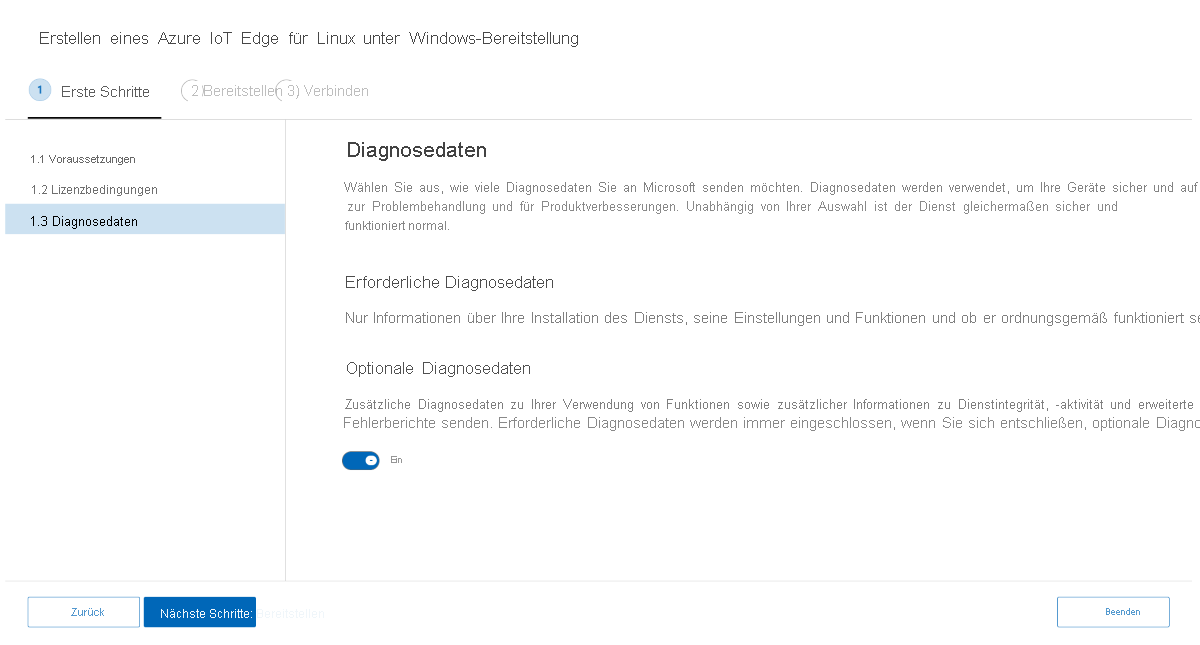 Erstellen eines Azure IoT Edge für Linux unter Windows-Bereitstellung
1 Erste Schritte 2 Bereitstellen 3) Verbinden
1.1 Voraussetzungen
1.2 Lizenzbedingungen
1.3 Diagnosedaten
Diagnosedaten
Wählen Sie aus, wie viele Diagnosedaten Sie an Microsoft senden möchten. Diagnosedaten werden verwendet, um Ihre Geräte sicher und auf
zur Problembehandlung und für Produktverbesserungen. Unabhängig von Ihrer Auswahl ist der Dienst gleichermaßen sicher und
funktioniert normal.
Erforderliche Diagnosedaten
Nur Informationen über Ihre Installation des Diensts, seine Einstellungen und Funktionen und ob er ordnungsgemäß funktioniert
Optionale Diagnosedaten
Zusätzliche Diagnosedaten zu Ihrer Verwendung von Funktionen sowie zusätzlicher Informationen zu Dienstintegrität, -aktivität und erweiterte
Fehlerberichte senden. Erforderliche Diagnosedaten werden immer eingeschlossen, wenn Sie sich entschließen, optionale
Ein
Zurück
Nächste Schritte: Bereitstellen
Beenden